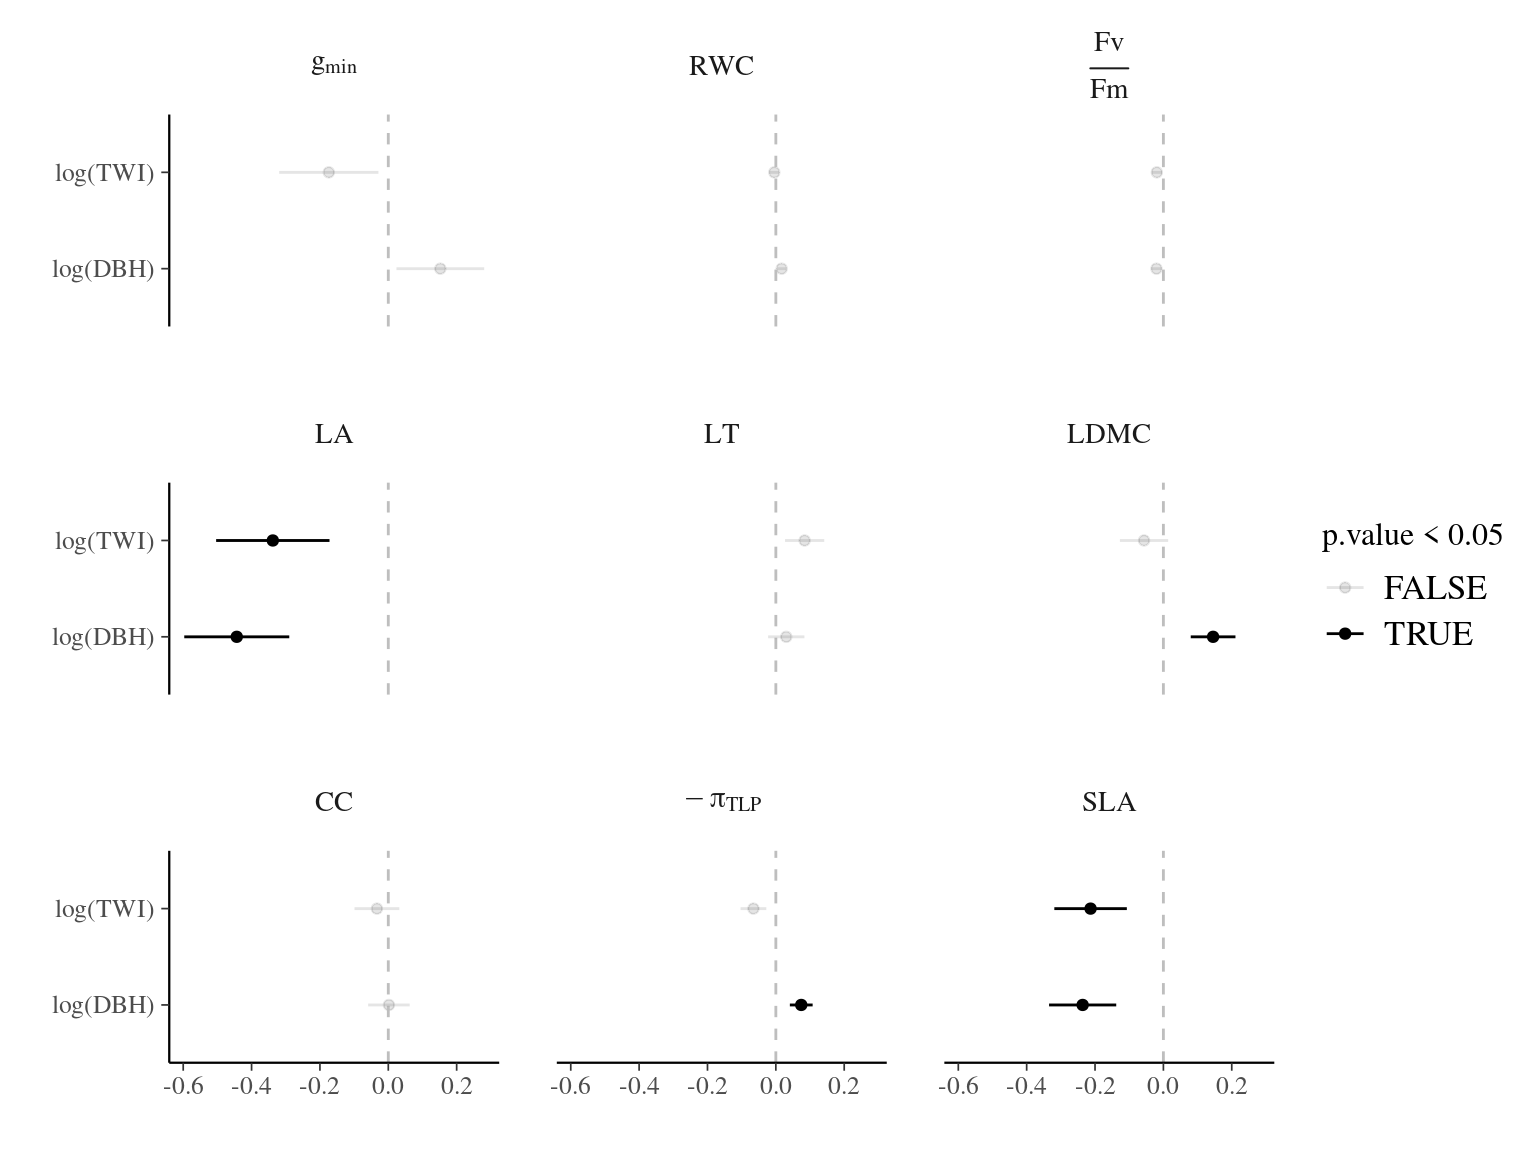 g_min RWC Fv/Fm
log(TWI)
log(DBH)
LA LT LDMC
log(TWI)
log(DBH)
p.value < 0.05
FALSE
TRUE
CC − π_TLP SLA
log(TWI)
log(DBH)
-0.6 -0.4 -0.2 0.0 0.2 -0.6 -0.4 -0.2 0.0 0.2 -0.6 -0.4 -0.2 0.0 0.2